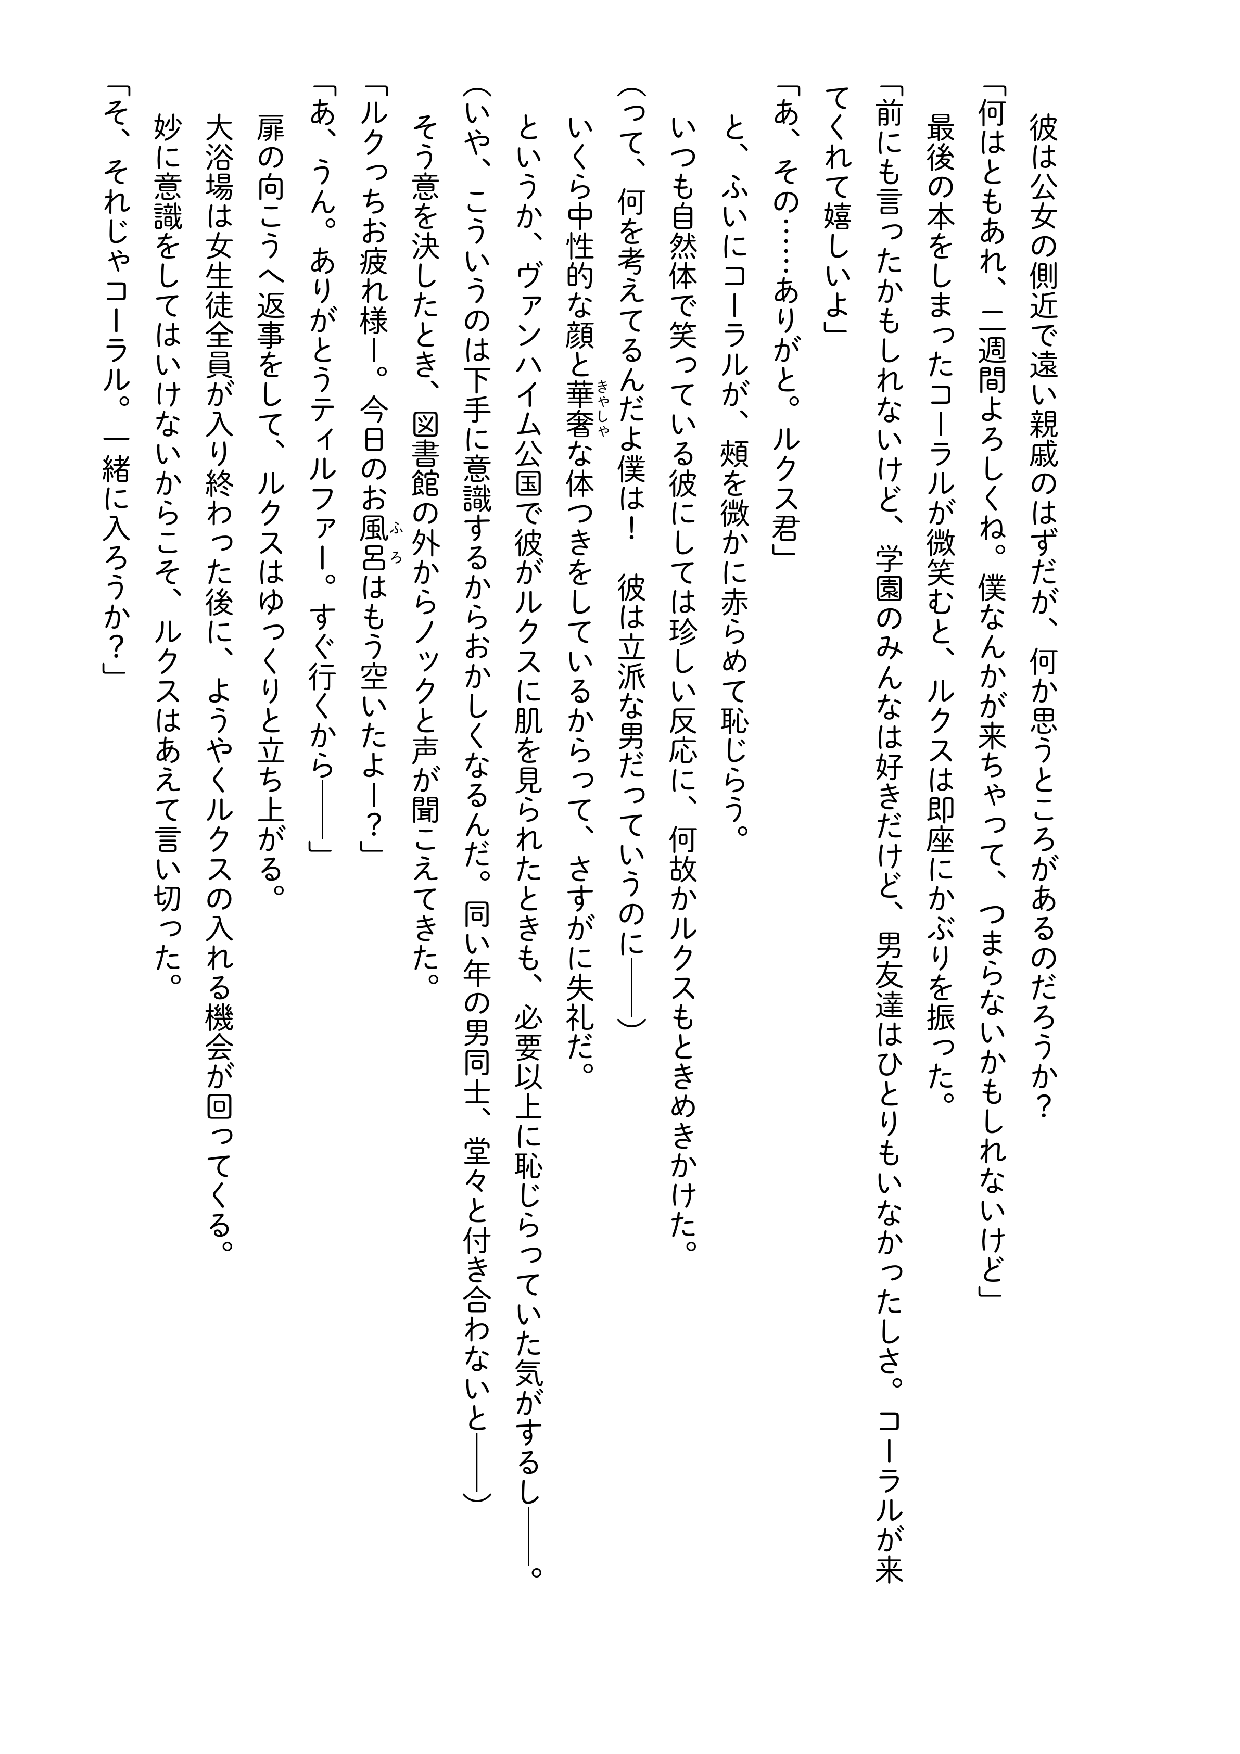 彼は公女の側近で遠い親戚のはずだが、何か思うところがあるのだろうか?
「何はともあれ、二週間よろしくね。僕なんかが来ちゃって、つまらないかもしれないけど」
最後の本をしまったコーラルが微笑むと、ルクスは即座にかぶりを振った。
「前にも言ったかもしれないけど、学園のみんなは好きだけど、男友達はひとりもいなかったしさ。コーラルが来
てくれて嬉しいよ」
「あ、その……ありがと。ルクス君」
と、ふいにコーラルが、頰を微かに赤らめて恥じらう。
いつも自然体で笑っている彼にしては珍しい反応に、何故かルクスもときめきかけた。
(って、何を考えてるんだよ僕は! 彼は立派な男だっていうのに――)
いくら中性的な顔と華奢な体つきをしているからって、さすがに失礼だ。
きやしや
というか、ヴァンハイム公国で彼がルクスに肌を見られたときも、必要以上に恥じらっていた気がするし――。
(いや、こういうのは下手に意識するからおかしくなるんだ。同い年の男同士、堂々と付き合わないと――)
そう意を決したとき、図書館の外からノックと声が聞こえてきた。
「ルクっちお疲れ様ー。今日のお風呂はもう空いたよー?」
ふろ
「あ、うん。ありがとうティルファー。すぐ行くから――」
扉の向こうへ返事をして、ルクスはゆっくりと立ち上がる。
大浴場は女生徒全員が入り終わった後に、ようやくルクスの入れる機会が回ってくる。
妙に意識をしてはいけないからこそ、ルクスはあえて言い切った。
「そ、それじゃコーラル。一緒に入ろうか?」